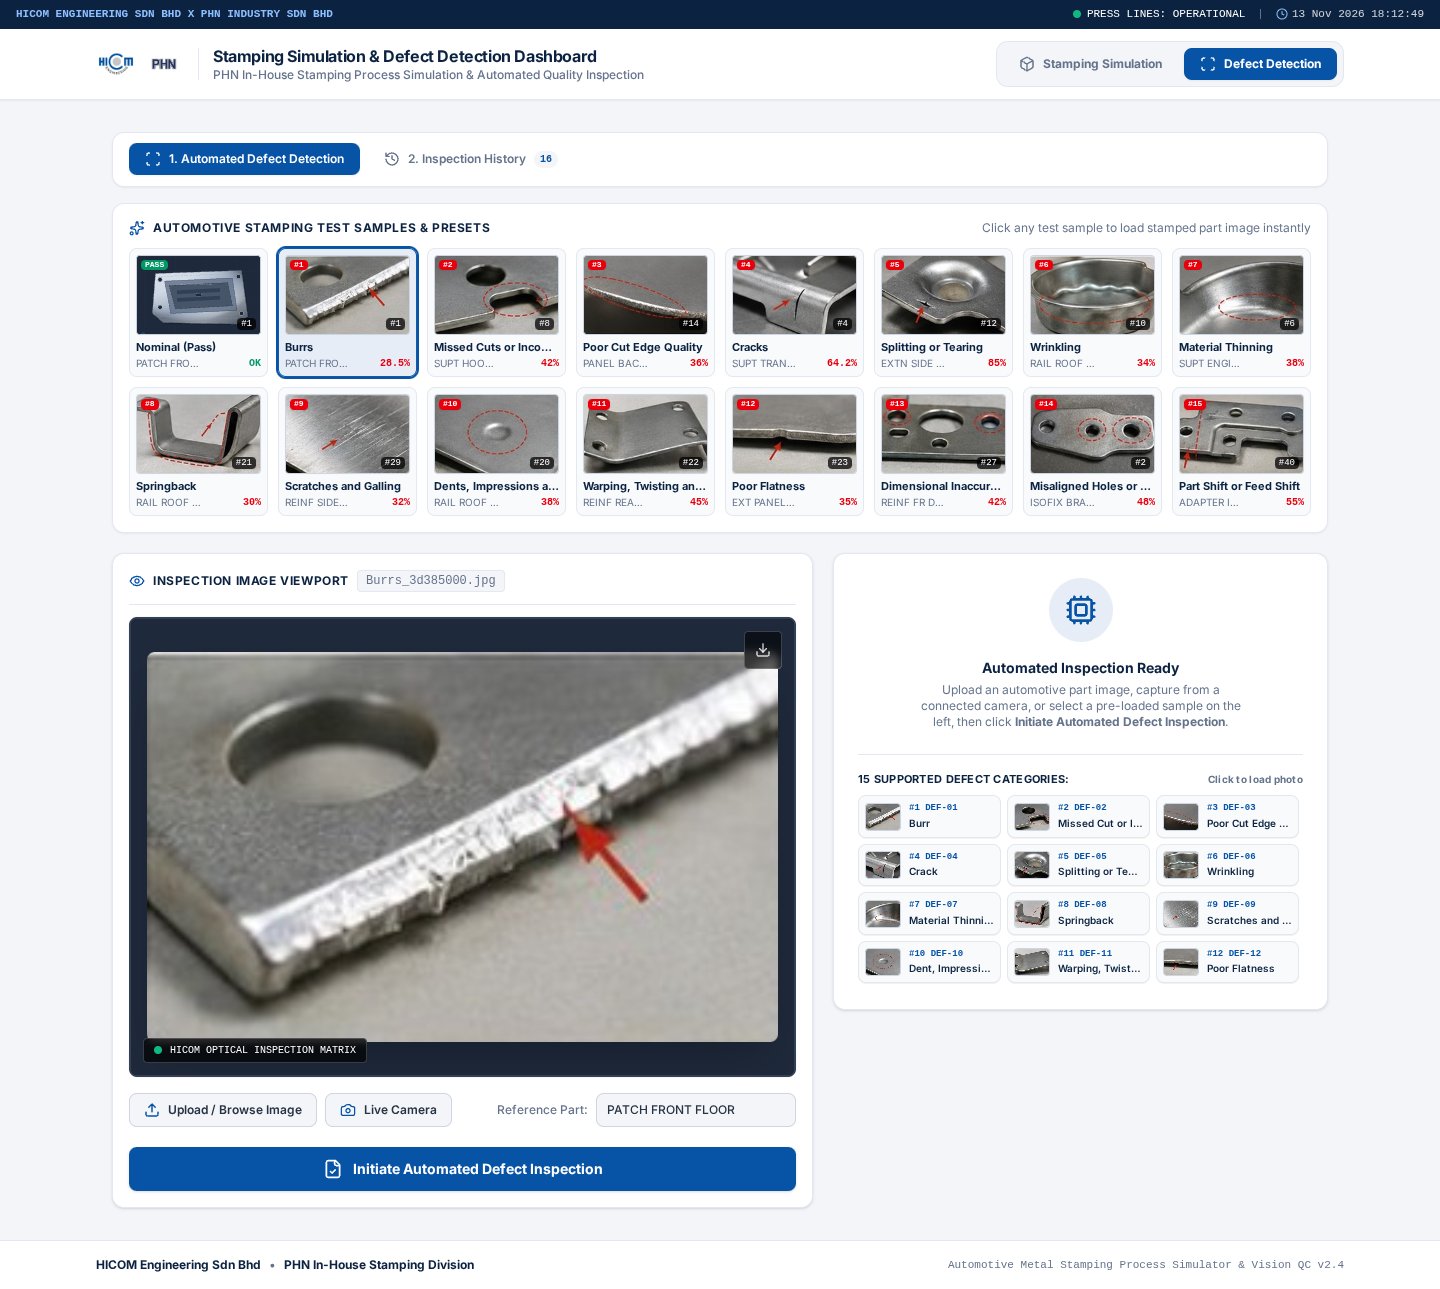 HICOM ENGINEERING SDN BHD X PHN INDUSTRY SDN BHD
PRESS LINES: OPERATIONAL | 13 Nov 2026 18:12:49
HICOM
PHN
Stamping Simulation & Defect Detection Dashboard
PHN In-House Stamping Process Simulation & Automated Quality Inspection
Stamping Simulation
Defect Detection
1. Automated Defect Detection
2. Inspection History 16
AUTOMOTIVE STAMPING TEST SAMPLES & PRESETS
Click any test sample to load stamped part image instantly
PASS
#1
Nominal (Pass)
PATCH FRO... OK
#1
#1
Burrs
PATCH FRO... 28.5%
#2
#8
Missed Cuts or Inco...
SUPT HOO... 42%
#3
#14
Poor Cut Edge Quality
PANEL BAC... 36%
#4
#4
Cracks
SUPT TRAN... 64.2%
#5
#12
Splitting or Tearing
EXTN SIDE ... 85%
#6
#10
Wrinkling
RAIL ROOF ... 34%
#7
#6
Material Thinning
SUPT ENGI... 38%
#8
#21
Springback
RAIL ROOF ... 30%
#9
#29
Scratches and Galling
REINF SIDE... 32%
#10
#20
Dents, Impressions a...
RAIL ROOF ... 38%
#11
#22
Warping, Twisting an...
REINF REA... 45%
#12
#23
Poor Flatness
EXT PANEL... 35%
#13
#27
Dimensional Inaccur...
REINF FR D... 42%
#14
#2
Misaligned Holes or ...
ISOFIX BRA... 48%
#15
#40
Part Shift or Feed Shift
ADAPTER I... 55%
INSPECTION IMAGE VIEWPORT Burrs_3d385000.jpg
HICOM OPTICAL INSPECTION MATRIX
Upload / Browse Image
Live Camera
Reference Part: PATCH FRONT FLOOR
Initiate Automated Defect Inspection
Automated Inspection Ready
Upload an automotive part image, capture from a
connected camera, or select a pre-loaded sample on the
left, then click Initiate Automated Defect Inspection.
15 SUPPORTED DEFECT CATEGORIES:
Click to load photo
#1 DEF-01
Burr
#2 DEF-02
Missed Cut or I...
#3 DEF-03
Poor Cut Edge ...
#4 DEF-04
Crack
#5 DEF-05
Splitting or Te...
#6 DEF-06
Wrinkling
#7 DEF-07
Material Thinni...
#8 DEF-08
Springback
#9 DEF-09
Scratches and ...
#10 DEF-10
Dent, Impressi...
#11 DEF-11
Warping, Twist...
#12 DEF-12
Poor Flatness
HICOM Engineering Sdn Bhd • PHN In-House Stamping Division
Automotive Metal Stamping Process Simulator & Vision QC v2.4